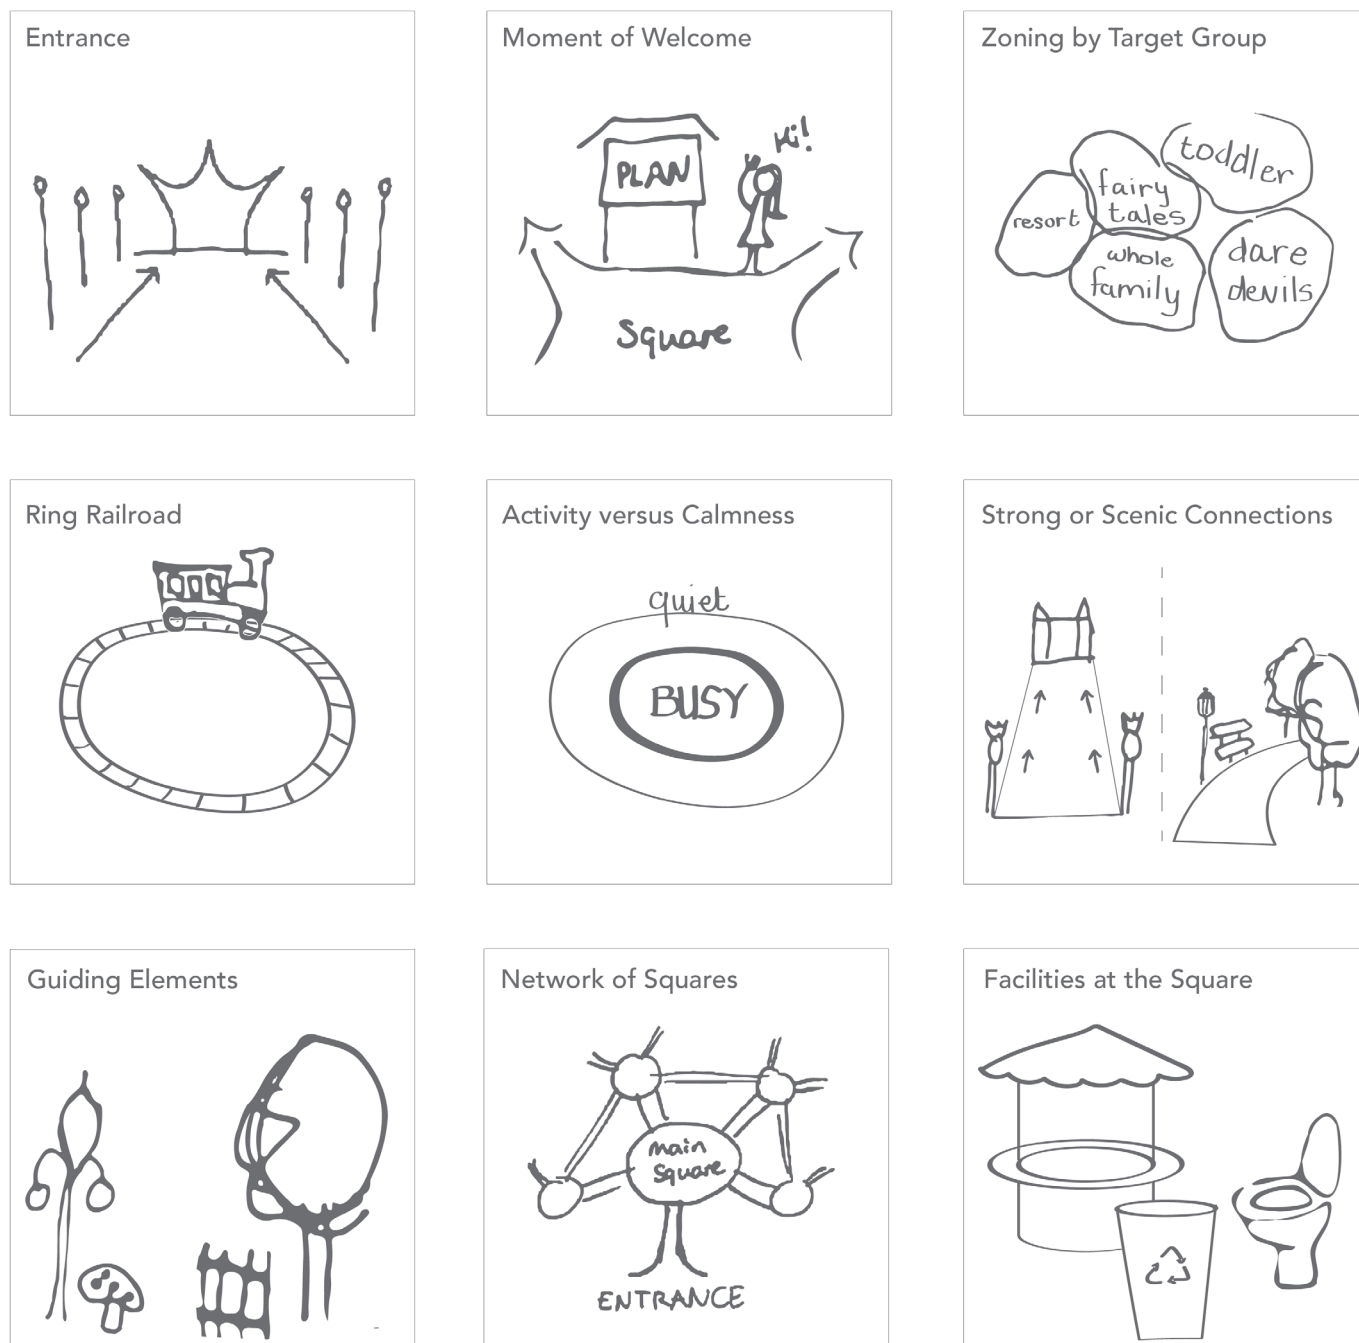 Entrance
Moment of Welcome
Hi!
PLAN
Square
Zoning by Target Group
toddler
fairy
tales
resort
whole
family
dare
devils
Ring Railroad
Activity versus Calmness
quiet
BUSY
Strong or Scenic Connections
Guiding Elements
Network of Squares
main
Square
ENTRANCE
Facilities at the Square